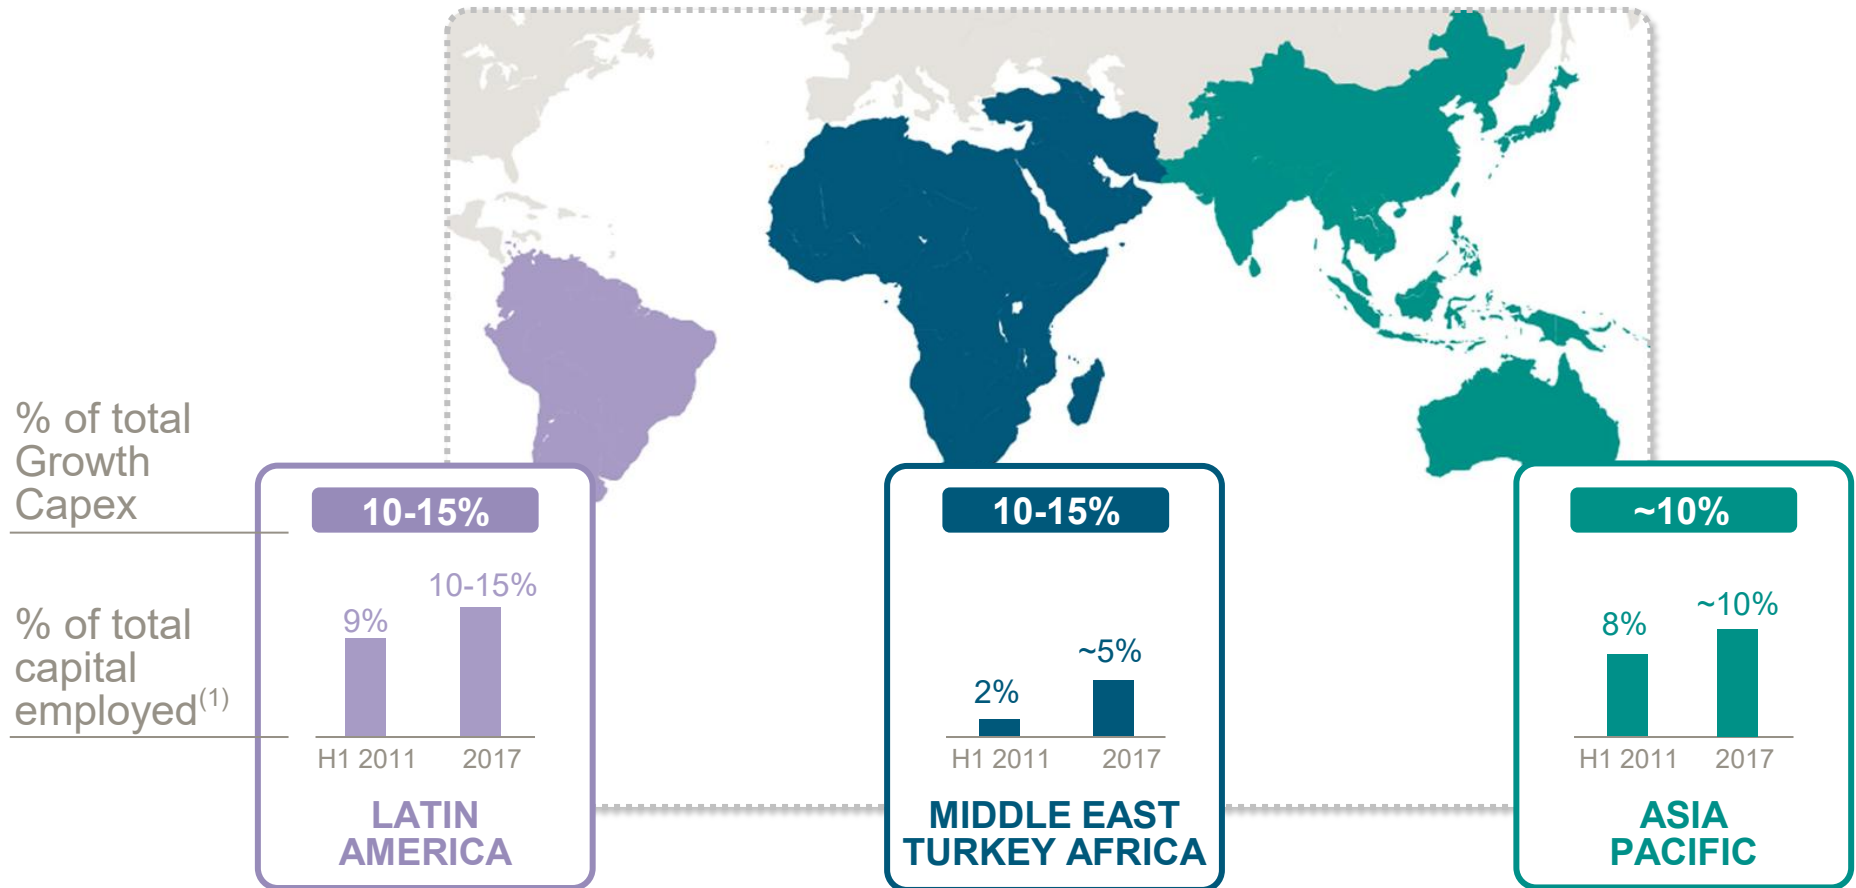 % of total
Growth
Capex
% of total
capital
employed(1)
10-15%
9%
10-15%
H1 2011
2017
LATIN
AMERICA
10-15%
2%
~5%
H1 2011
2017
MIDDLE EAST
TURKEY AFRICA
~10%
8%
~10%
H1 2011
2017
ASIA
PACIFIC